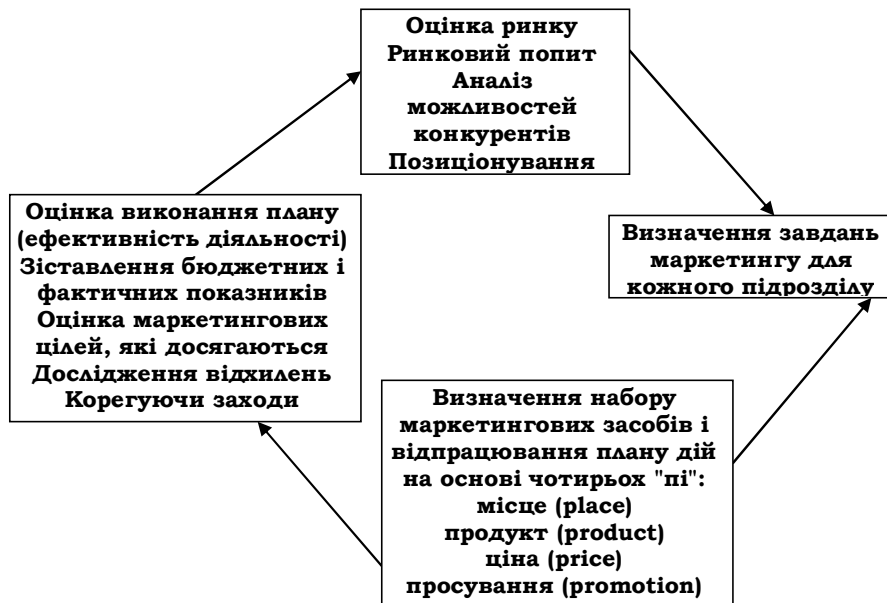 Оцінка ринку
Ринковий попит
Аналіз
можливостей
конкурентів
Позиціонування
Оцінка виконання плану
(ефективність діяльності)
Зіставлення бюджетних і
фактичних показників
Оцінка маркетингових
цілей, які досягаються
Дослідження відхилень
Корегуючи заходи
Визначення завдань
маркетингу для
кожного підрозділу
Визначення набору
маркетингових засобів і
відпрацювання плану дій
на основі чотирьох "пі":
місце (place)
продукт (product)
ціна (price)
просування (promotion)